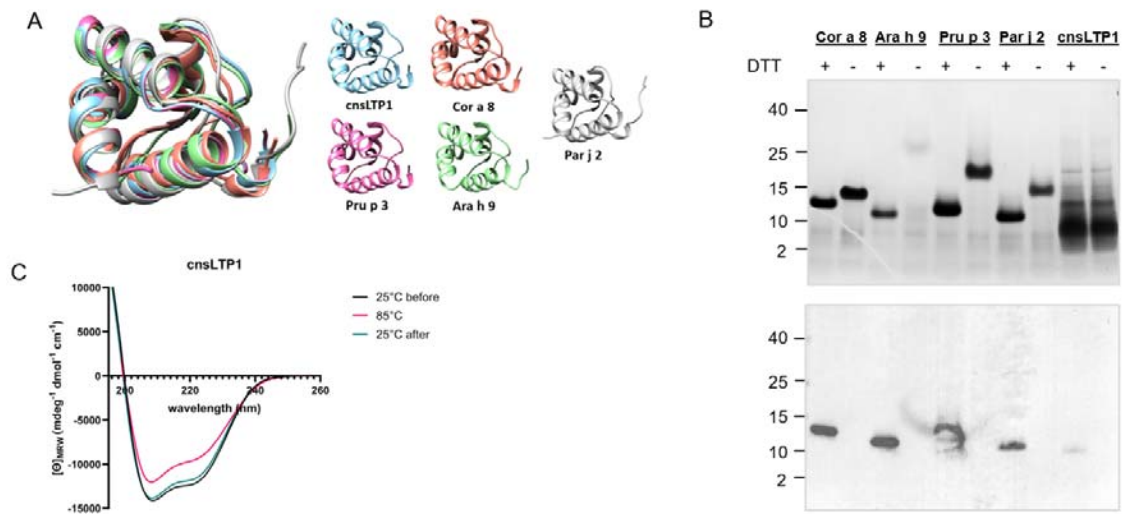 A
cnsLTP1
Cor a 8
Par j 2
Pru p 3
Ara h 9
B
Cor a 8 Ara h 9 Pru p 3 Par j 2 cnsLTP1
DTT + - + - + - + - + -
40
25
15
10
2
40
25
15
10
2
C
cnsLTP1
25°C before
85°C
25°C after
10000
5000
0
-5000
-10000
-15000
200 220 240 260
wavelength (nm)
[Θ]MRW (mdeg⁻¹ dmol⁻¹ cm⁻¹)